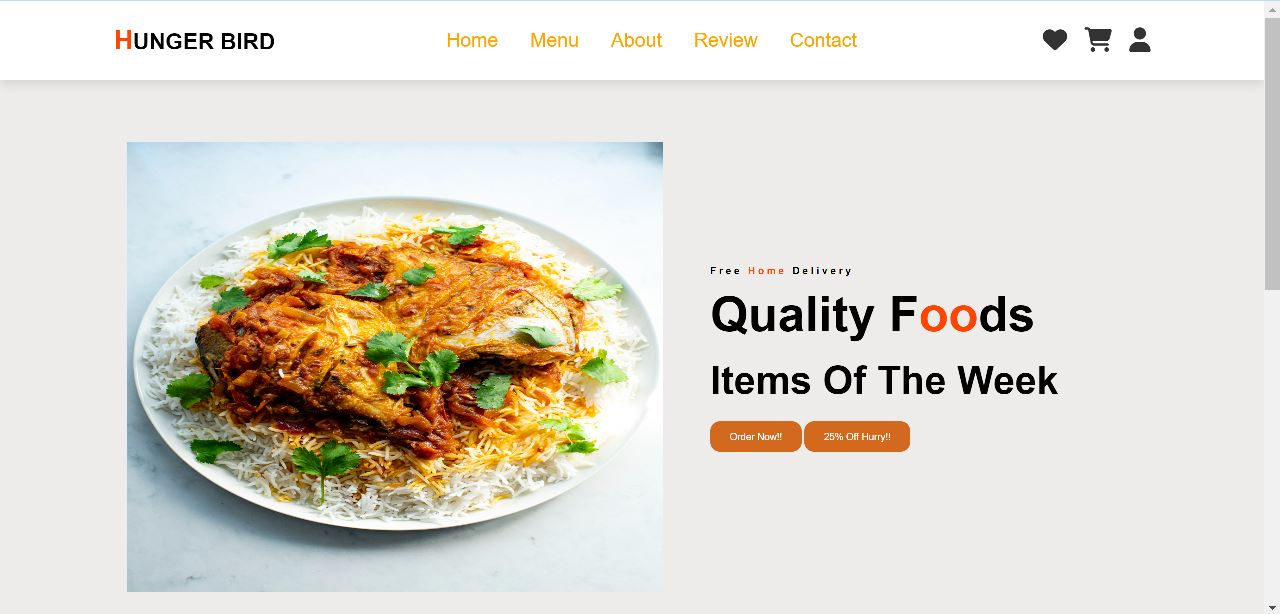 HUNGER BIRD
Home Menu About Review Contact
Free Home Delivery
Quality Foods
Items Of The Week
Order Now!! 25% Off Hurry!!